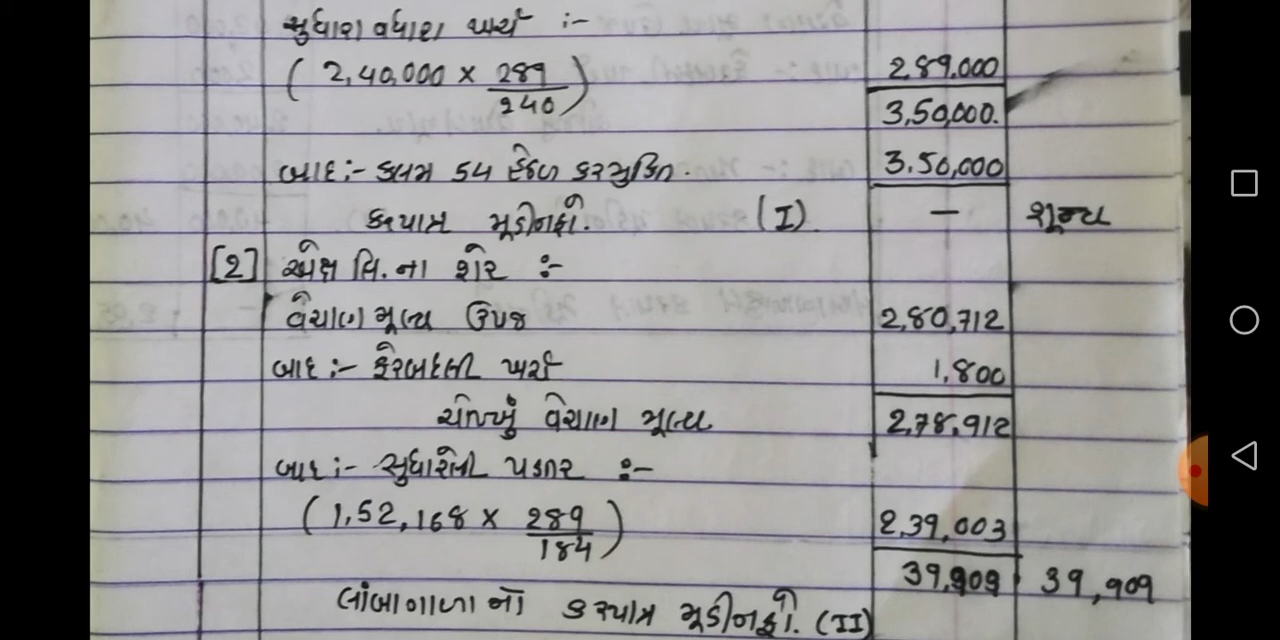 સુધારા વધારા ખર્ચ :-
(2,40,000 × 289/240) 2,89,000
3,50,000.
બાદ :- કલમ 54 હેઠળ કરમુક્તિ. 3,50,000
કરપાત્ર મૂડીનફો. (I) – શૂન્ય
[2] એક્ષ લિ. ના શેર :-
વેચાણ મૂલ્ય ઉપજ 2,80,712
બાદ :- ફેરબદલી ખર્ચ 1,800
ચોખ્ખું વેચાણ મૂલ્ય 2,78,912
બાદ :- સુધારેલી પડતર :-
(1,52,168 × 289/184) 2,39,003
39,909 39,909
લાંબાગાળાનો કરપાત્ર મૂડીનફો. (II)